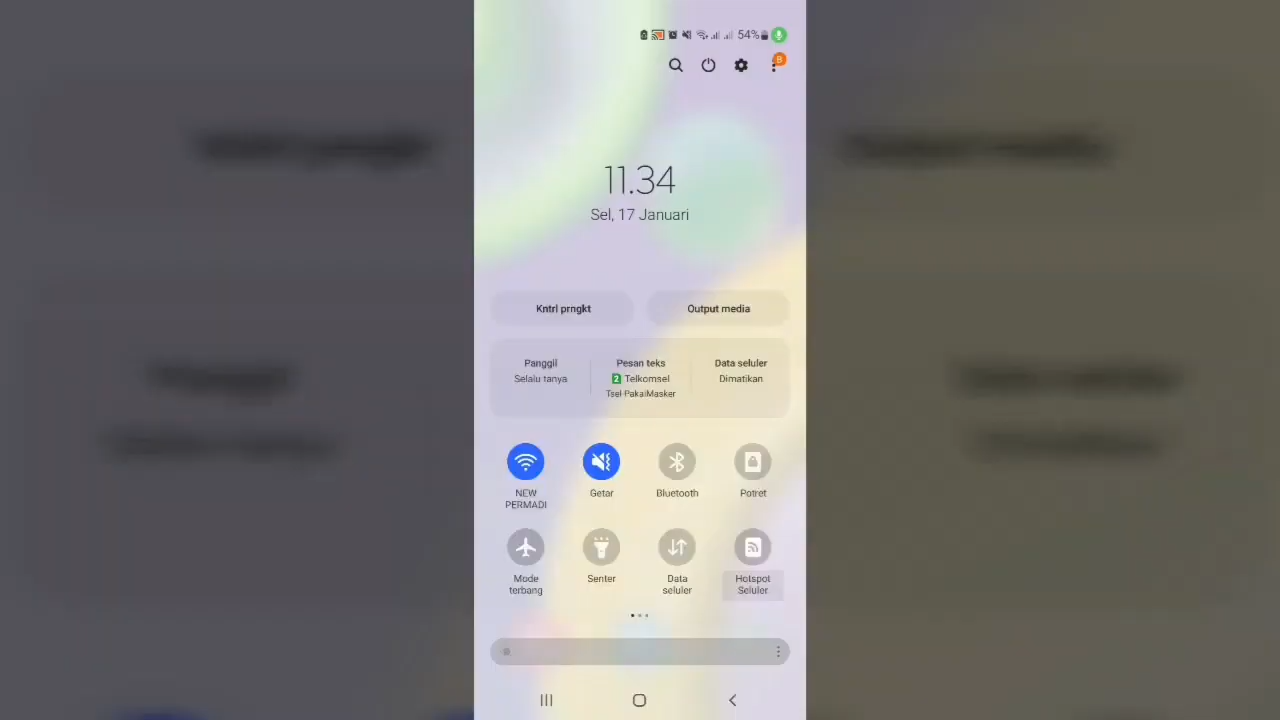 54%
B
11.34
Sel, 17 Januari
Kntrl prngkt
Output media
Panggil
Selalu tanya
Pesan teks
2 Telkomsel
Tsel-PakaiMasker
Data seluler
Dimatikan
NEW
PERMADI
Getar
Bluetooth
Potret
Mode
terbang
Senter
Data
seluler
Hotspot
Seluler